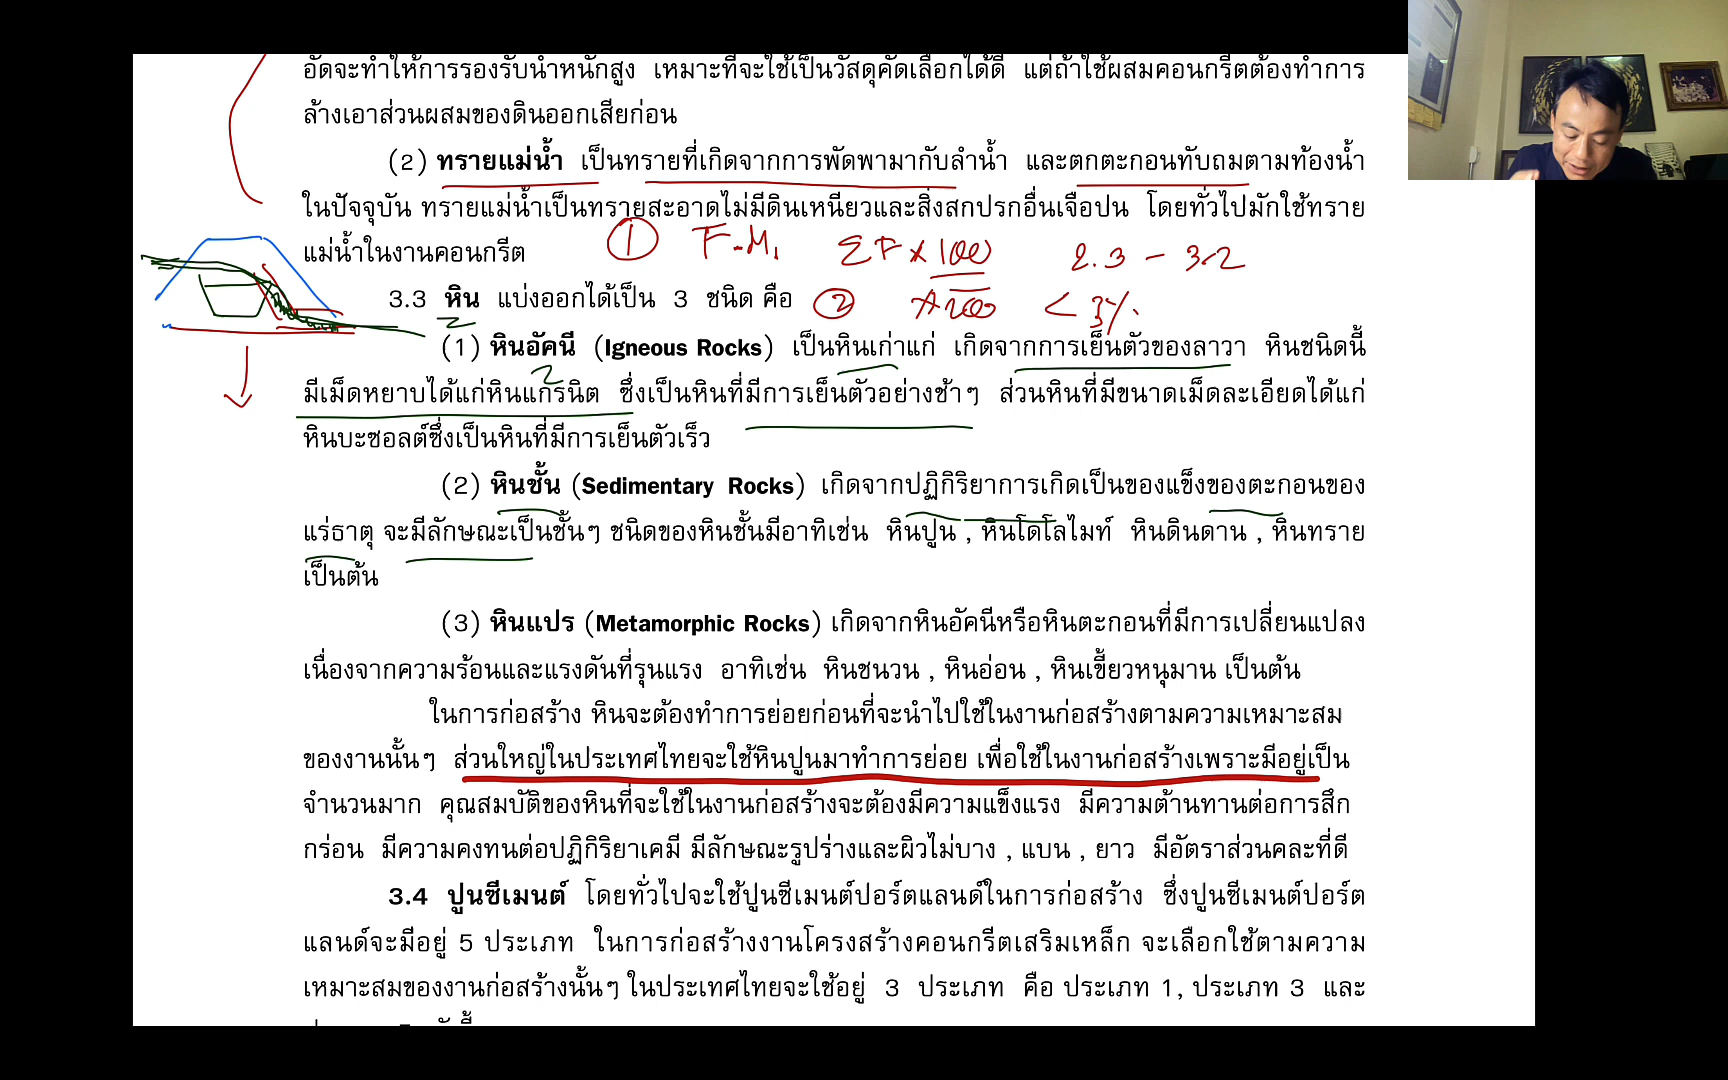 อัดจะทำให้การรองรับน้ำหนักสูง เหมาะที่จะใช้เป็นวัสดุคัดเลือกได้ดี แต่ถ้าใช้ผสมคอนกรีตต้องทำการ
ล้างเอาส่วนผสมของดินออกเสียก่อน
(2) ทรายแม่น้ำ เป็นทรายที่เกิดจากการพัดพามากับลำน้ำ และตกตะกอนทับถมตามท้องน้ำ
ในปัจจุบัน ทรายแม่น้ำเป็นทรายสะอาดไม่มีดินเหนียวและสิ่งสกปรกอื่นเจือปน โดยทั่วไปมักใช้ทราย
แม่น้ำในงานคอนกรีต
① F.M. ΣF x 100 2.3 - 3.2
3.3 หิน แบ่งออกได้เป็น 3 ชนิด คือ
② #200 < 3%
(1) หินอัคนี (Igneous Rocks) เป็นหินเก่าแก่ เกิดจากการเย็นตัวของลาวา หินชนิดนี้
มีเม็ดหยาบได้แก่หินแกรนิต ซึ่งเป็นหินที่มีการเย็นตัวอย่างช้าๆ ส่วนหินที่มีขนาดเม็ดละเอียดได้แก่
หินบะซอลต์ซึ่งเป็นหินที่มีการเย็นตัวเร็ว
(2) หินชั้น (Sedimentary Rocks) เกิดจากปฏิกิริยาการเกิดเป็นของแข็งของตะกอนของ
แร่ธาตุ จะมีลักษณะเป็นชั้นๆ ชนิดของหินชั้นมีอาทิเช่น หินปูน , หินโดโลไมท์ หินดินดาน , หินทราย
เป็นต้น
(3) หินแปร (Metamorphic Rocks) เกิดจากหินอัคนีหรือหินตะกอนที่มีการเปลี่ยนแปลง
เนื่องจากความร้อนและแรงดันที่รุนแรง อาทิเช่น หินชนวน , หินอ่อน , หินเขี้ยวหนุมาน เป็นต้น
ในการก่อสร้าง หินจะต้องทำการย่อยก่อนที่จะนำไปใช้ในงานก่อสร้างตามความเหมาะสม
ของงานนั้นๆ ส่วนใหญ่ในประเทศไทยจะใช้หินปูนมาทำการย่อย เพื่อใช้ในงานก่อสร้างเพราะมีอยู่เป็น
จำนวนมาก คุณสมบัติของหินที่จะใช้ในงานก่อสร้างจะต้องมีความแข็งแรง มีความต้านทานต่อการสึก
กร่อน มีความคงทนต่อปฏิกิริยาเคมี มีลักษณะรูปร่างและผิวไม่บาง , แบน , ยาว มีอัตราส่วนคละที่ดี
3.4 ปูนซีเมนต์ โดยทั่วไปจะใช้ปูนซีเมนต์ปอร์ตแลนด์ในการก่อสร้าง ซึ่งปูนซีเมนต์ปอร์ต
แลนด์จะมีอยู่ 5 ประเภท ในการก่อสร้างงานโครงสร้างคอนกรีตเสริมเหล็ก จะเลือกใช้ตามความ
เหมาะสมของงานก่อสร้างนั้นๆ ในประเทศไทยจะใช้อยู่ 3 ประเภท คือ ประเภท 1, ประเภท 3 และ